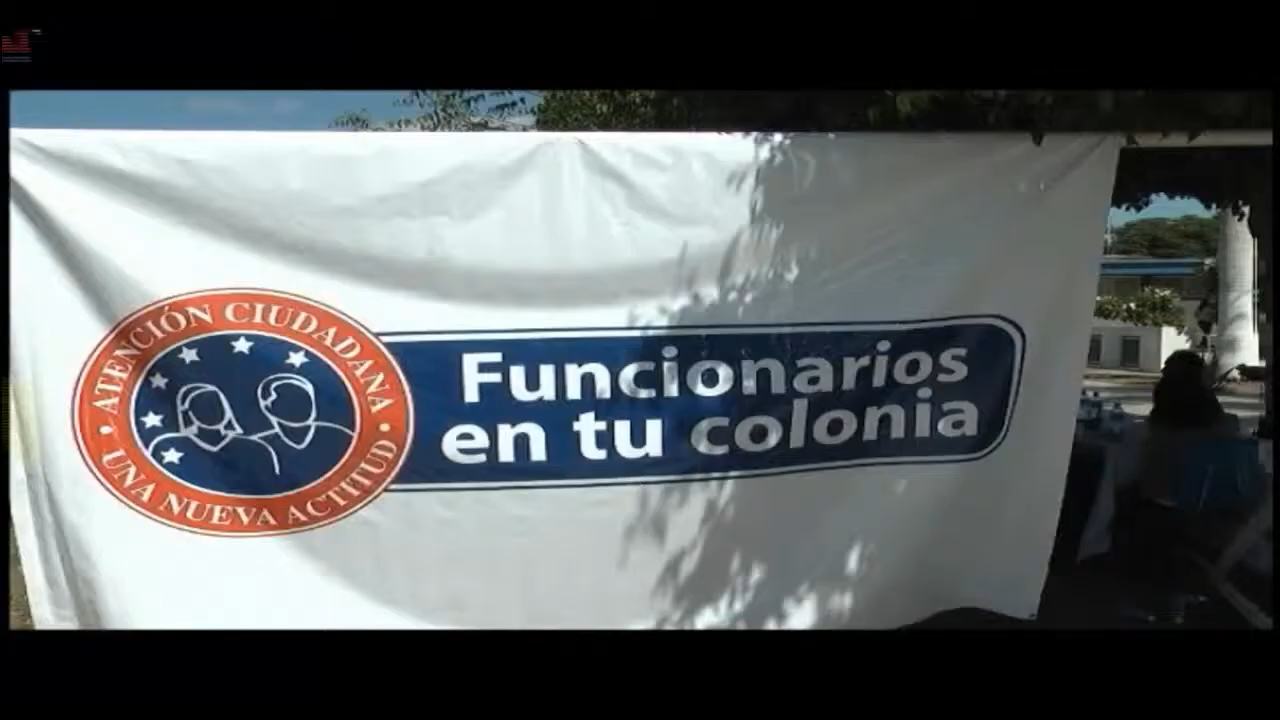 ATENCIÓN CIUDADANA
• UNA NUEVA ACTITUD •
Funcionarios
en tu colonia